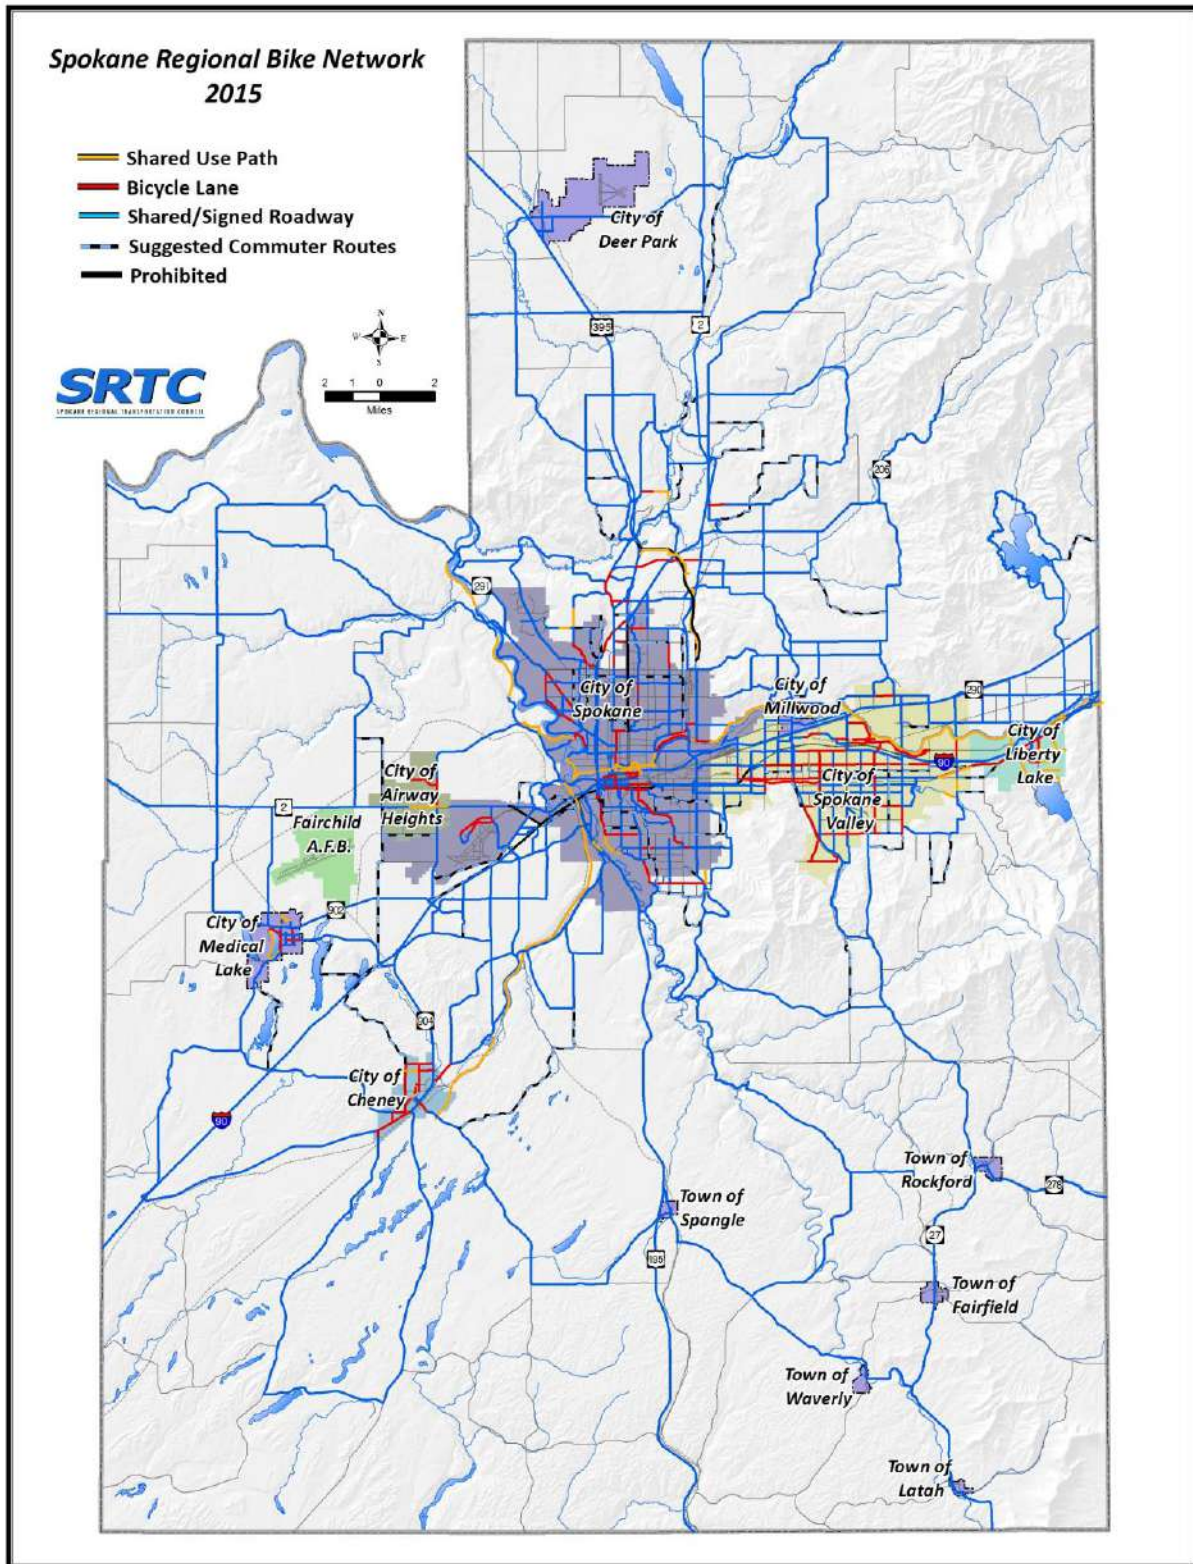 Spokane Regional Bike Network
2015
Shared Use Path
Bicycle Lane
Shared/Signed Roadway
Suggested Commuter Routes
Prohibited
N
W
E
S
2 1 0 2
Miles
SRTC
SPOKANE REGIONAL TRANSPORTATION COUNCIL
City of
Deer Park
395
2
206
291
City of
Spokane
City of
Millwood
290
City of
Liberty
Lake
90
City of
Airway
Heights
City of
Spokane
Valley
2
Fairchild
A.F.B.
902
City of
Medical
Lake
904
City of
Cheney
90
Town of
Rockford
278
Town of
Spangle
27
195
Town of
Fairfield
Town of
Waverly
Town of
Latah